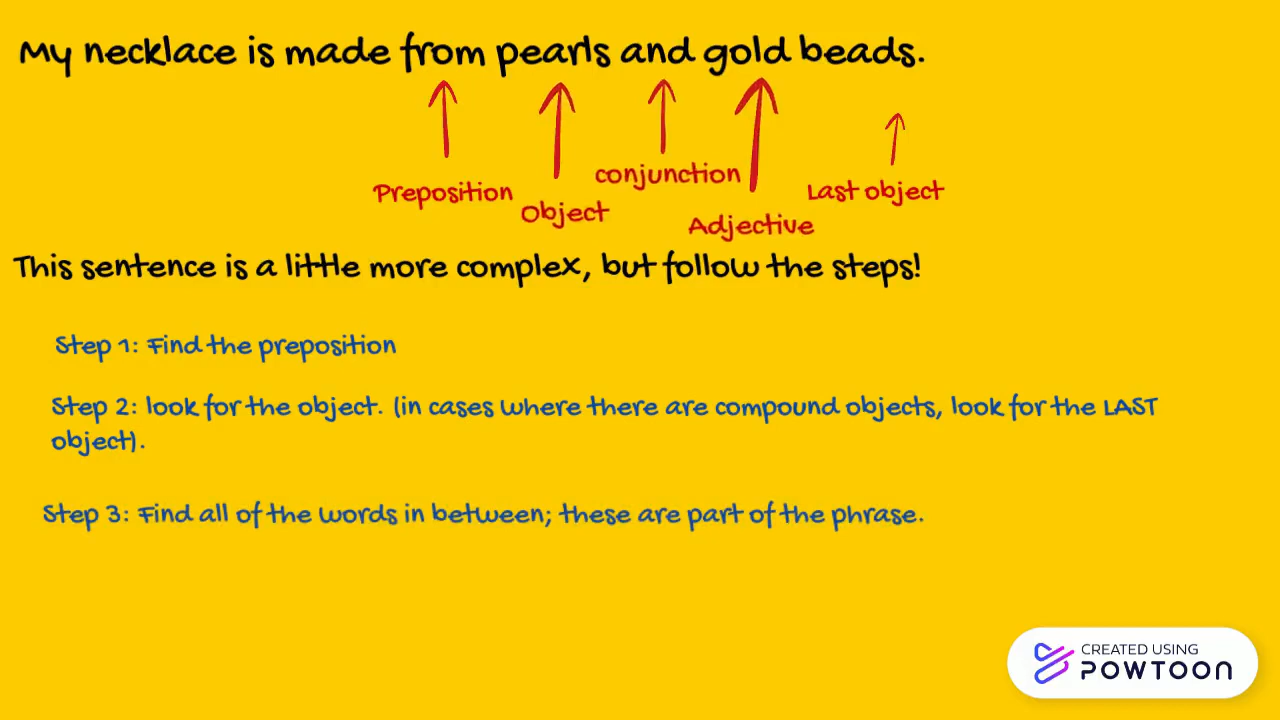 My necklace is made from pearls and gold beads.
conjunction
Preposition
Last object
Object
Adjective
This sentence is a little more complex, but follow the steps!
Step 1: Find the preposition
Step 2: look for the object. (in cases where there are compound objects, look for the LAST
object).
Step 3: Find all of the words in between; these are part of the phrase.
CREATED USING
POWTOON